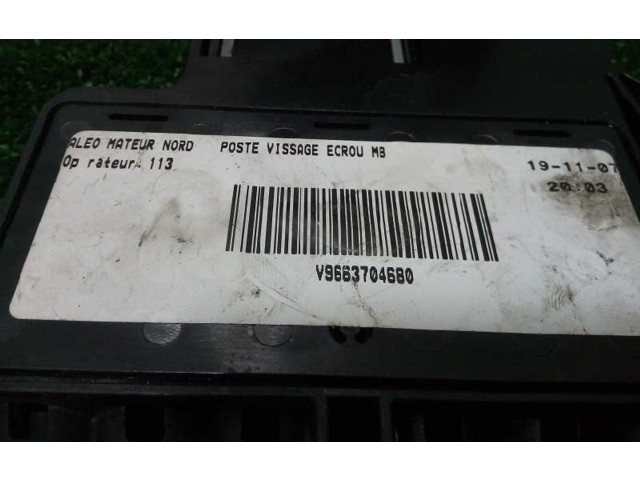 ALEO MATEUR NORD POSTE VISSAGE ECROU M8 19-11-07
Op rateur: 113 20:03
V9663704680